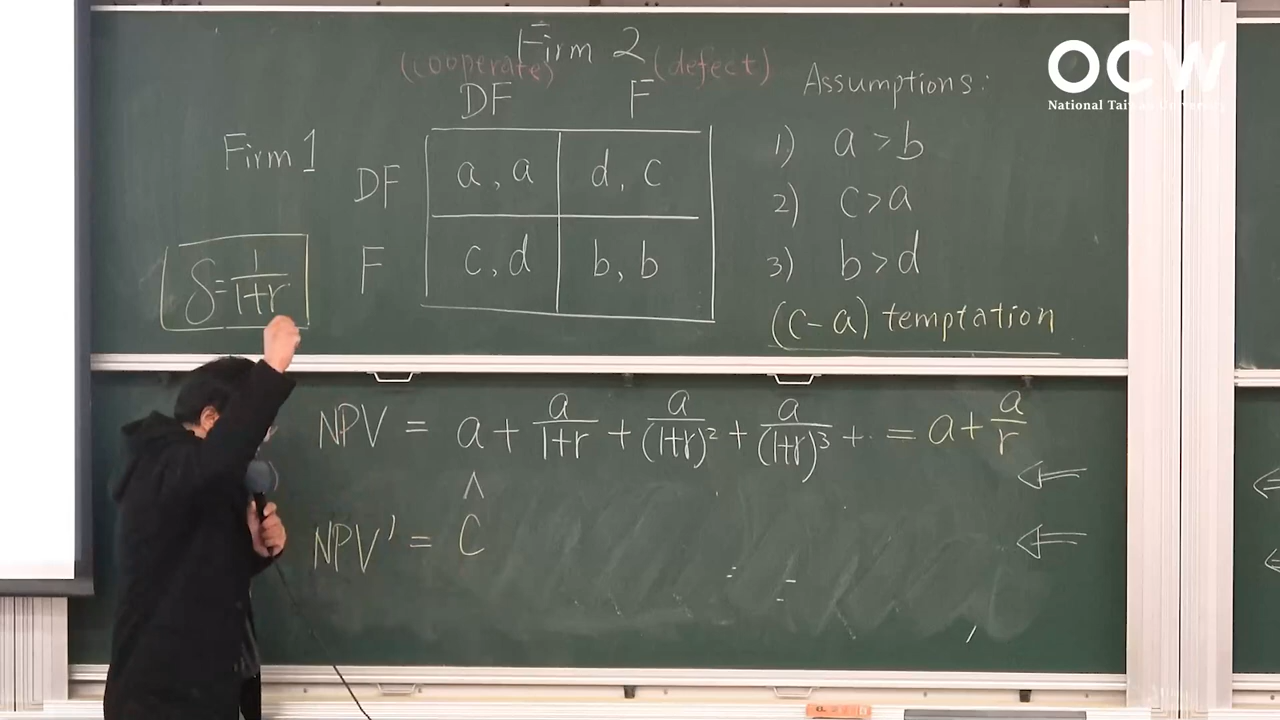 Firm 2
(cooperate) (defect)
DF F
Firm 1
DF a, a d, c
F c, d b, b
δ = 1/(1+r)
Assumptions:
1) a > b
2) c > a
3) b > d
(c-a) temptation
NPV = a + a/(1+r) + a/(1+r)² + a/(1+r)³ + ·· = a + a/r
^
NPV' = C
⇐
⇐
OCW
National Taiwan University